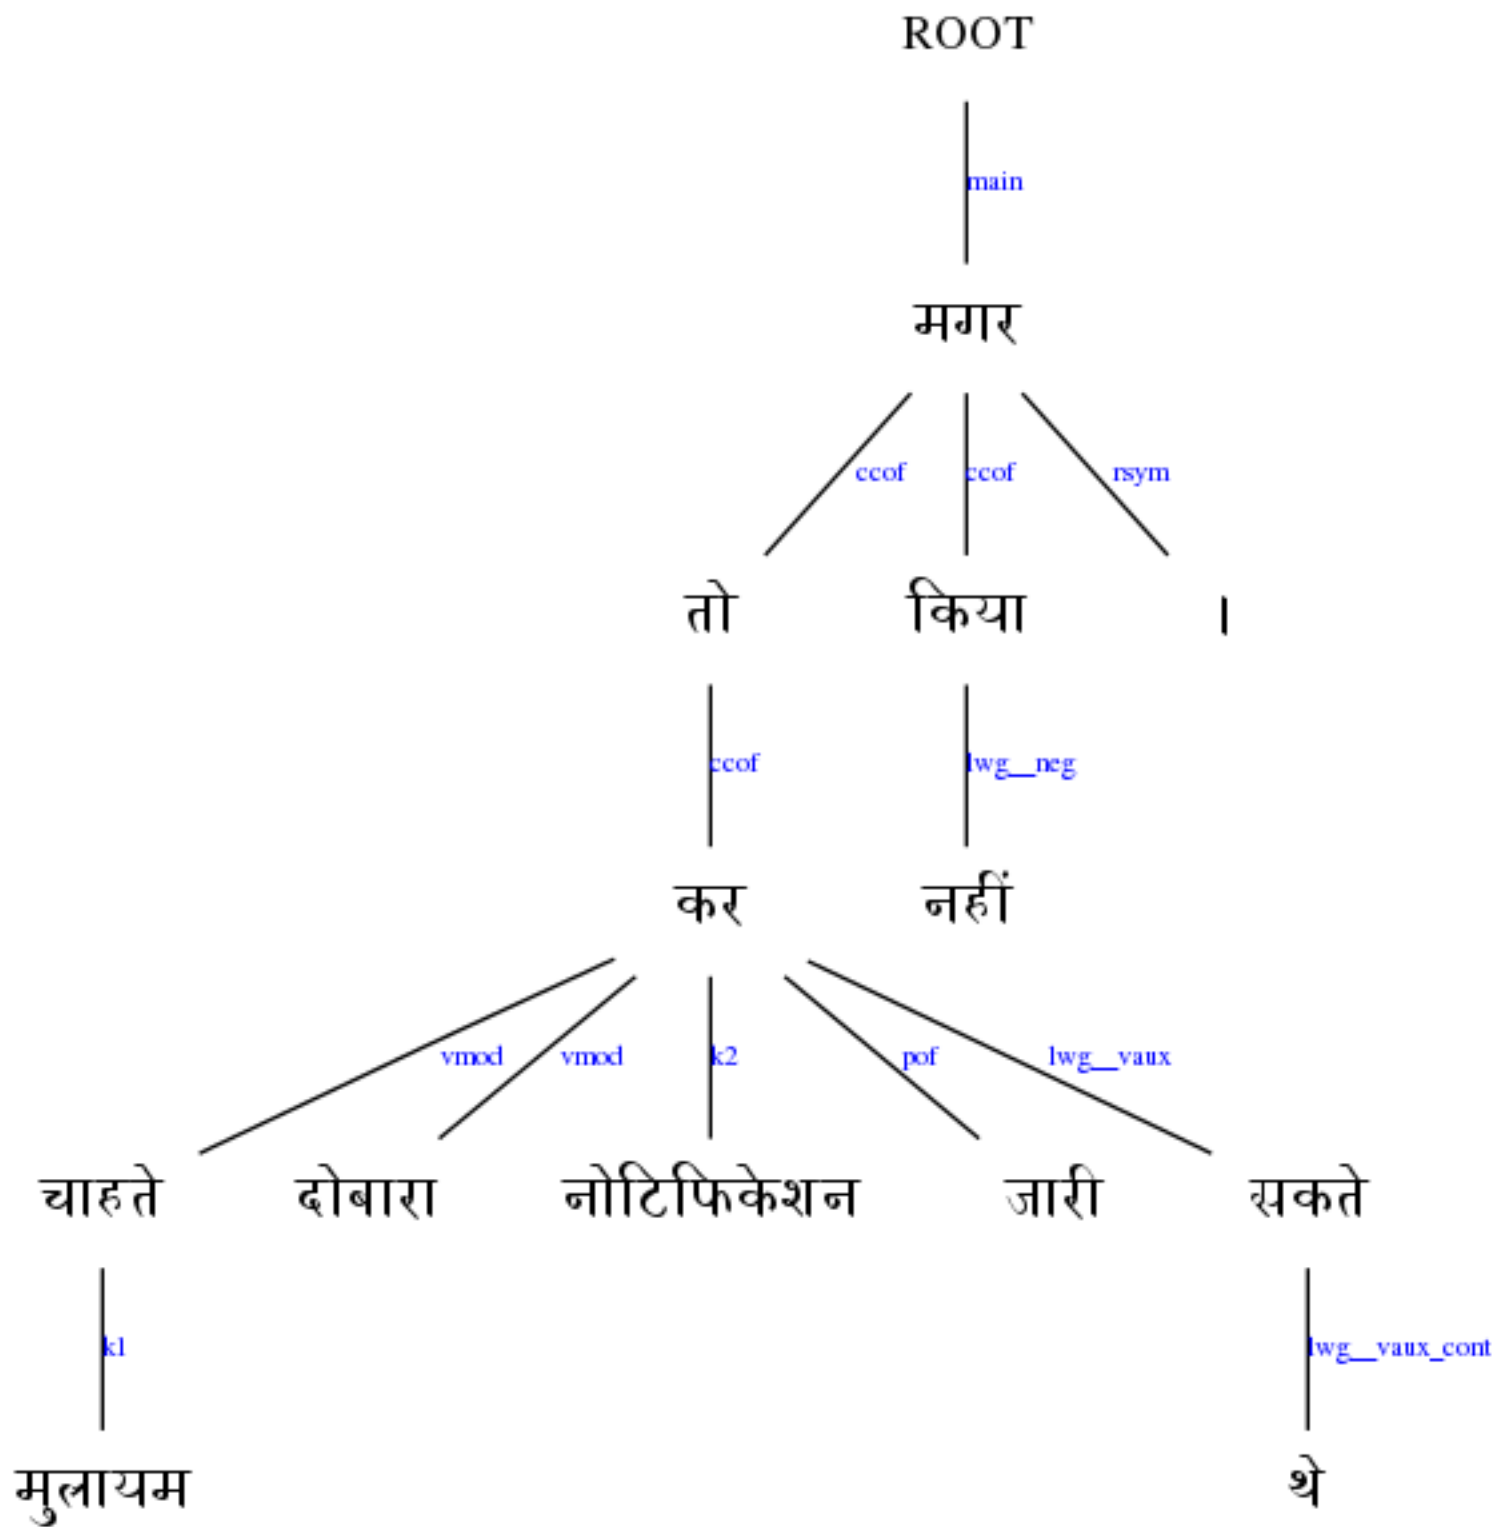 ROOT
main
मगर
ccof ccof rsym
तो किया ।
ccof lwg__neg
कर नहीं
vmod vmod k2 pof lwg__vaux
चाहते दोबारा नोटिफिकेशन जारी सकते
k1 lwg__vaux_cont
मुलायम थे